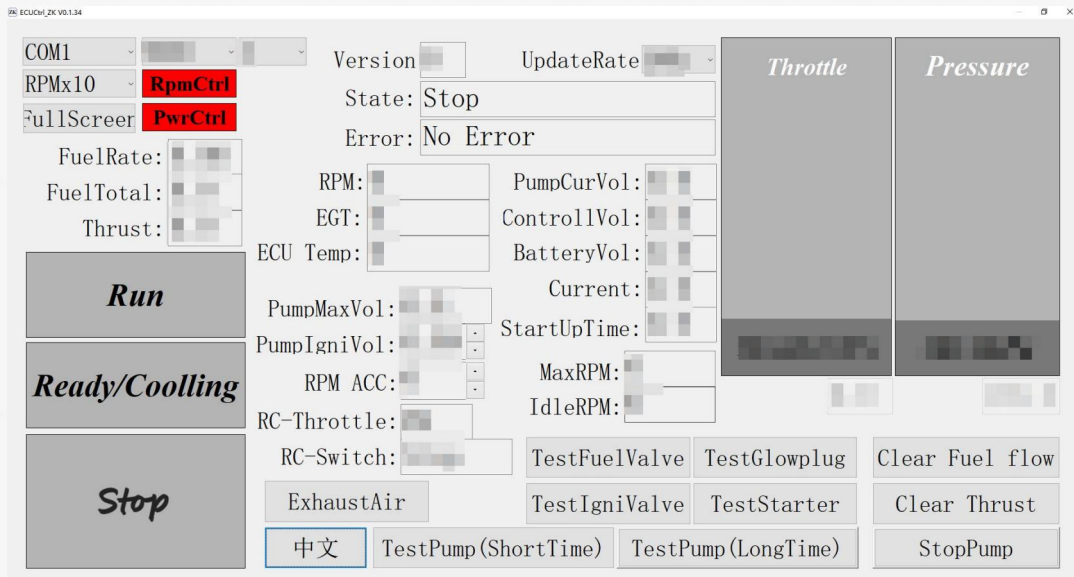 ZK ECUCtrl_ZK V0.1.34
COM1
RPMx10 RpmCtrl
FullScreen PwrCtrl
FuelRate:
FuelTotal:
Thrust:
Run
Ready/Coolling
Stop
Version UpdateRate
State: Stop
Error: No Error
RPM: PumpCurVol:
EGT: ControllVol:
ECU Temp: BatteryVol:
Current:
PumpMaxVol: StartUpTime:
PumpIgniVol:
RPM ACC: MaxRPM:
RC-Throttle: IdleRPM:
RC-Switch:
Throttle Pressure
TestFuelValve TestGlowplug Clear Fuel flow
ExhaustAir TestIgniValve TestStarter Clear Thrust
中文 TestPump(ShortTime) TestPump(LongTime) StopPump